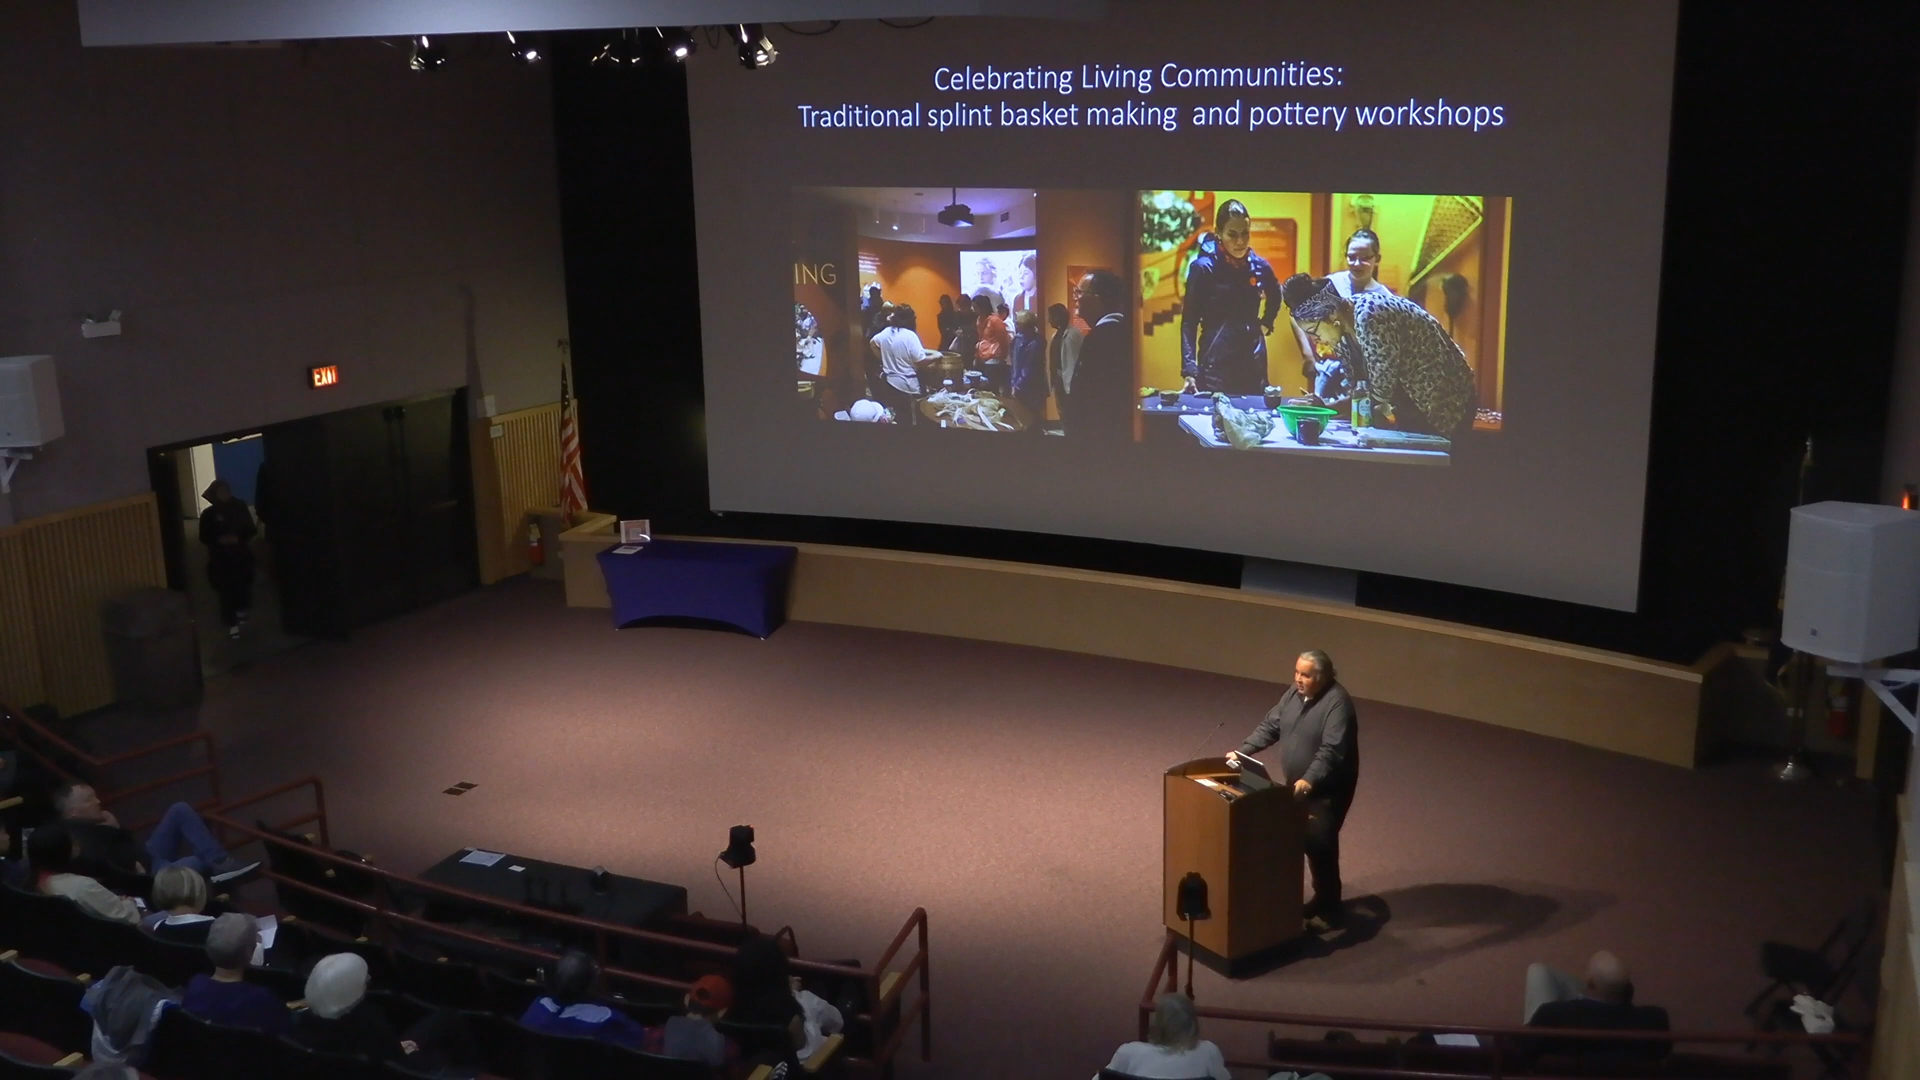 Celebrating Living Communities:
Traditional splint basket making and pottery workshops
ING
EXIT